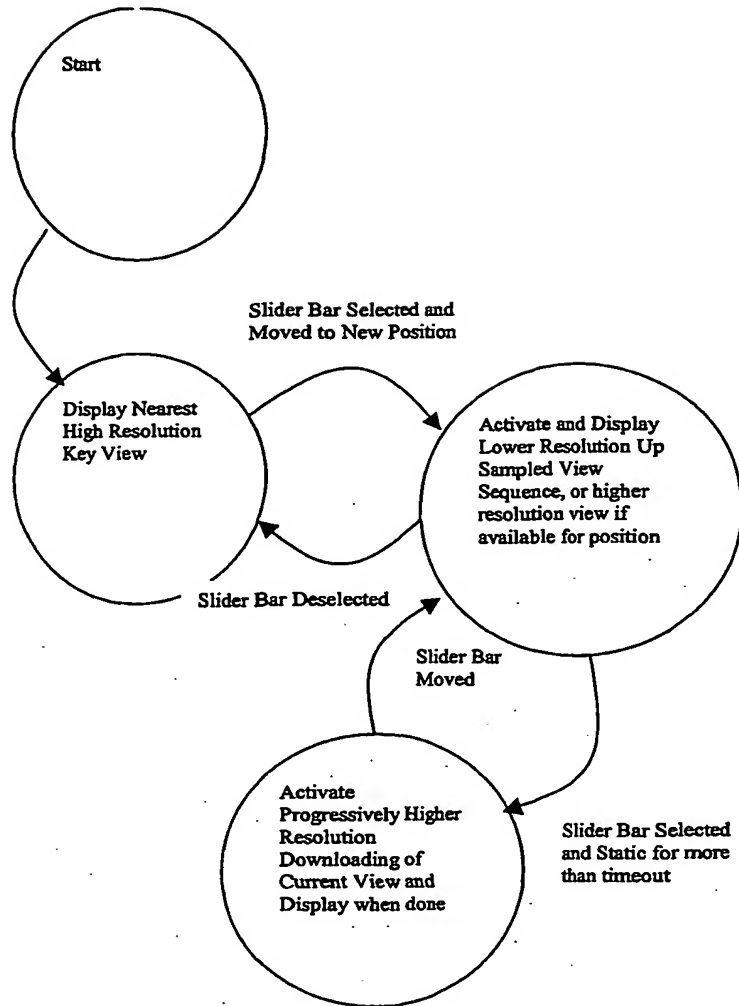 Start
Slider Bar Selected and
Moved to New Position
Display Nearest
High Resolution
Key View
Activate and Display
Lower Resolution Up
Sampled View
Sequence, or higher
resolution view if
available for position
Slider Bar Deselected
Slider Bar
Moved
Activate
Progressively Higher
Resolution
Downloading of
Current View and
Display when done
Slider Bar Selected
and Static for more
than timeout